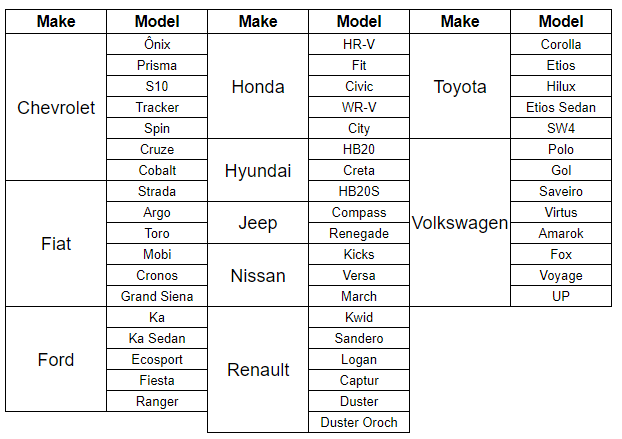 Make Model Make Model Make Model
Chevrolet
Ônix
Prisma
S10
Tracker
Spin
Cruze
Cobalt
Fiat
Strada
Argo
Toro
Mobi
Cronos
Grand Siena
Ford
Ka
Ka Sedan
Ecosport
Fiesta
Ranger
Honda
HR-V
Fit
Civic
WR-V
City
Hyundai
HB20
Creta
HB20S
Jeep
Compass
Renegade
Nissan
Kicks
Versa
March
Renault
Kwid
Sandero
Logan
Captur
Duster
Duster Oroch
Toyota
Corolla
Etios
Hilux
Etios Sedan
SW4
Volkswagen
Polo
Gol
Saveiro
Virtus
Amarok
Fox
Voyage
UP